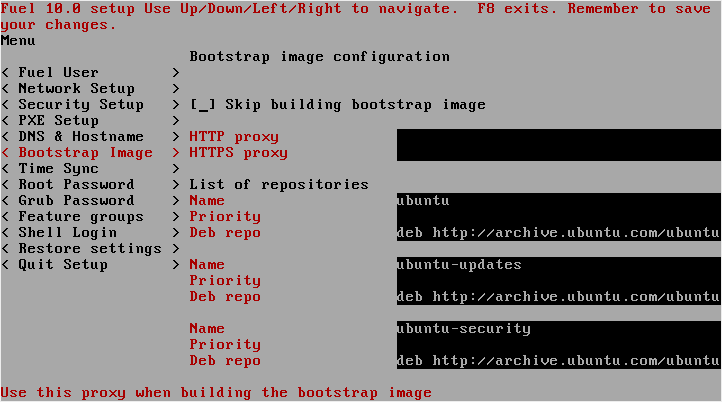 Fuel 10.0 setup Use Up/Down/Left/Right to navigate.  F8 exits. Remember to save
your changes.
Menu
Bootstrap image configuration
< Fuel User >
< Network Setup >
< Security Setup > [_] Skip building bootstrap image
< PXE Setup >
< DNS & Hostname > HTTP proxy
< Bootstrap Image > HTTPS proxy
< Time Sync >
< Root Password > List of repositories
< Grub Password > Name ubuntu
< Feature groups > Priority
< Shell Login > Deb repo deb http://archive.ubuntu.com/ubuntu
< Restore settings >
< Quit Setup > Name ubuntu-updates
Priority
Deb repo deb http://archive.ubuntu.com/ubuntu
Name ubuntu-security
Priority
Deb repo deb http://archive.ubuntu.com/ubuntu
Use this proxy when building the bootstrap image